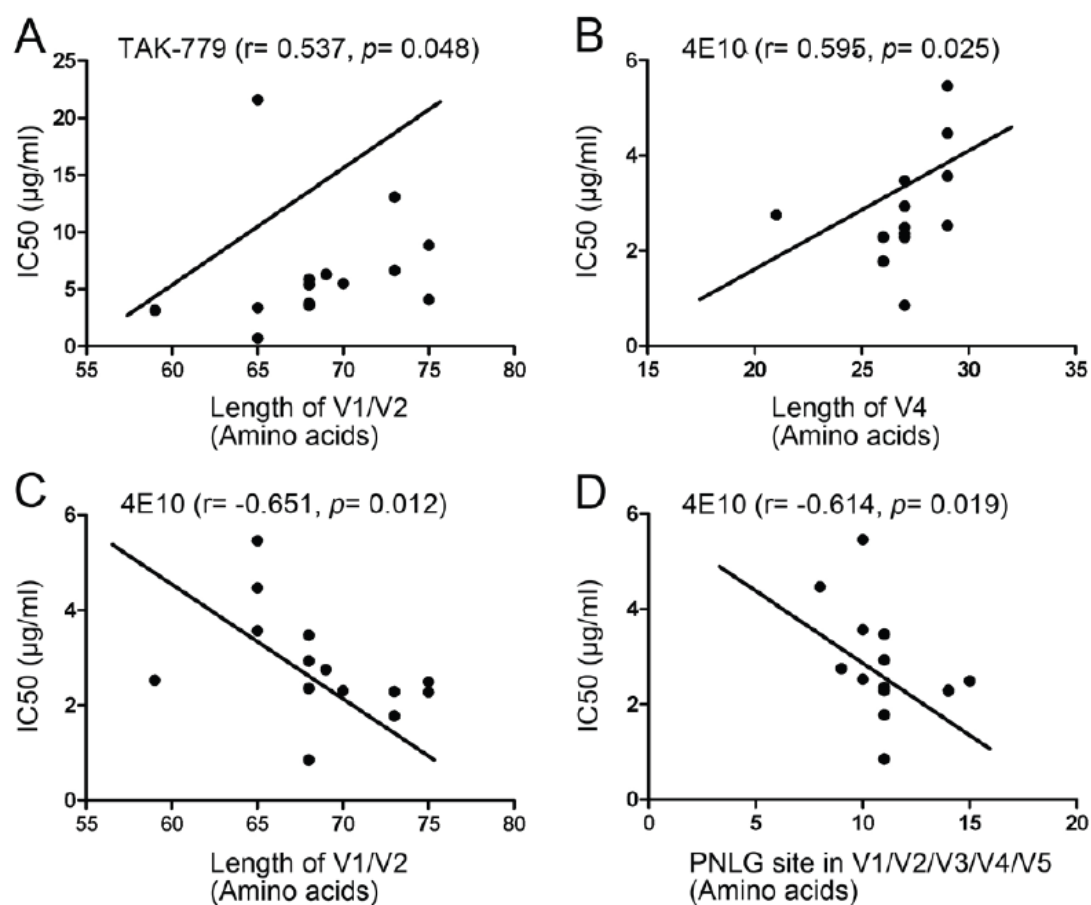 A
TAK-779 (r= 0.537, p= 0.048)
IC50 (µg/ml)
25
20
15
10
5
0
55 60 65 70 75 80
Length of V1/V2
(Amino acids)
B
4E10 (r= 0.595, p= 0.025)
IC50 (µg/ml)
6
4
2
0
15 20 25 30 35
Length of V4
(Amino acids)
C
4E10 (r= -0.651, p= 0.012)
IC50 (µg/ml)
6
4
2
0
55 60 65 70 75 80
Length of V1/V2
(Amino acids)
D
4E10 (r= -0.614, p= 0.019)
IC50 (µg/ml)
6
4
2
0
0 5 10 15 20
PNLG site in V1/V2/V3/V4/V5
(Amino acids)